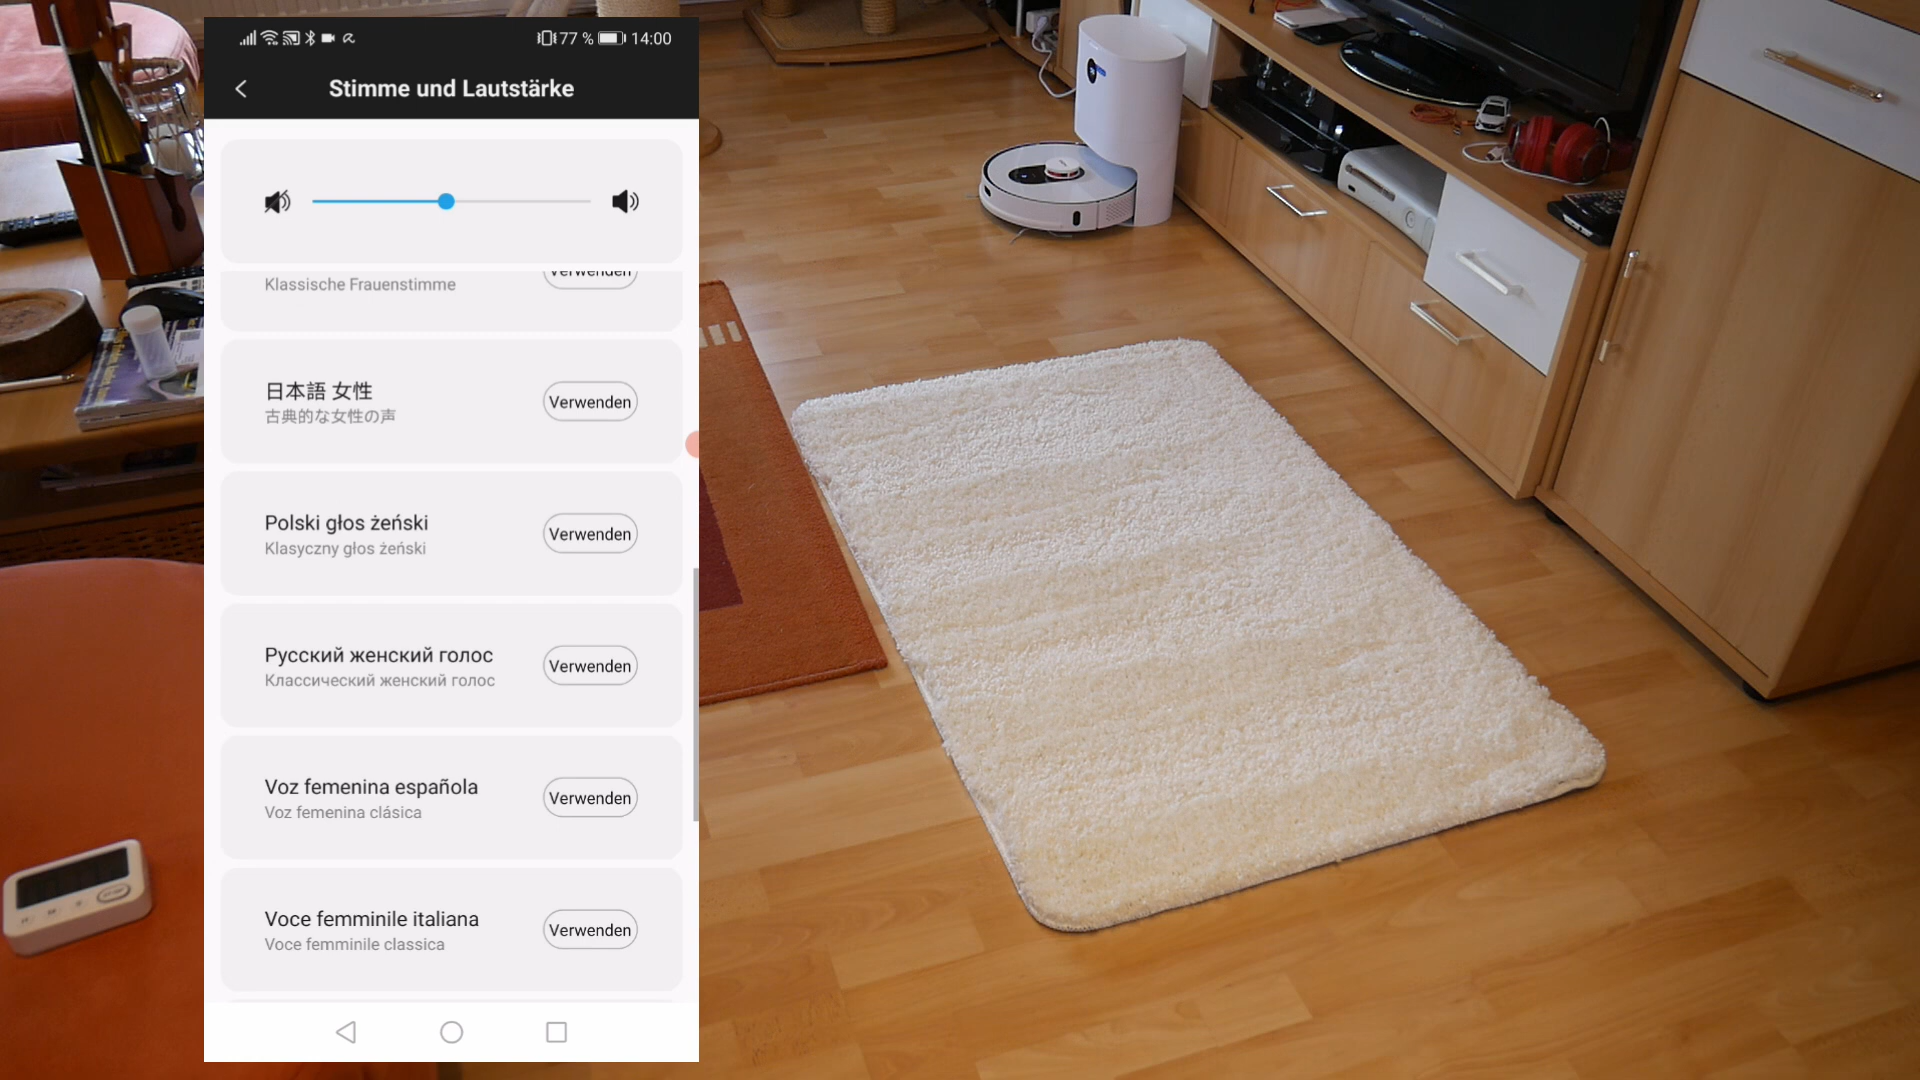 77 % 14:00
Stimme und Lautstärke
Verwenden
Klassische Frauenstimme
日本語 女性
古典的な女性の声
Verwenden
Polski głos żeński
Klasyczny głos żeński
Verwenden
Русский женский голос
Классический женский голос
Verwenden
Voz femenina española
Voz femenina clásica
Verwenden
Voce femminile italiana
Voce femminile classica
Verwenden